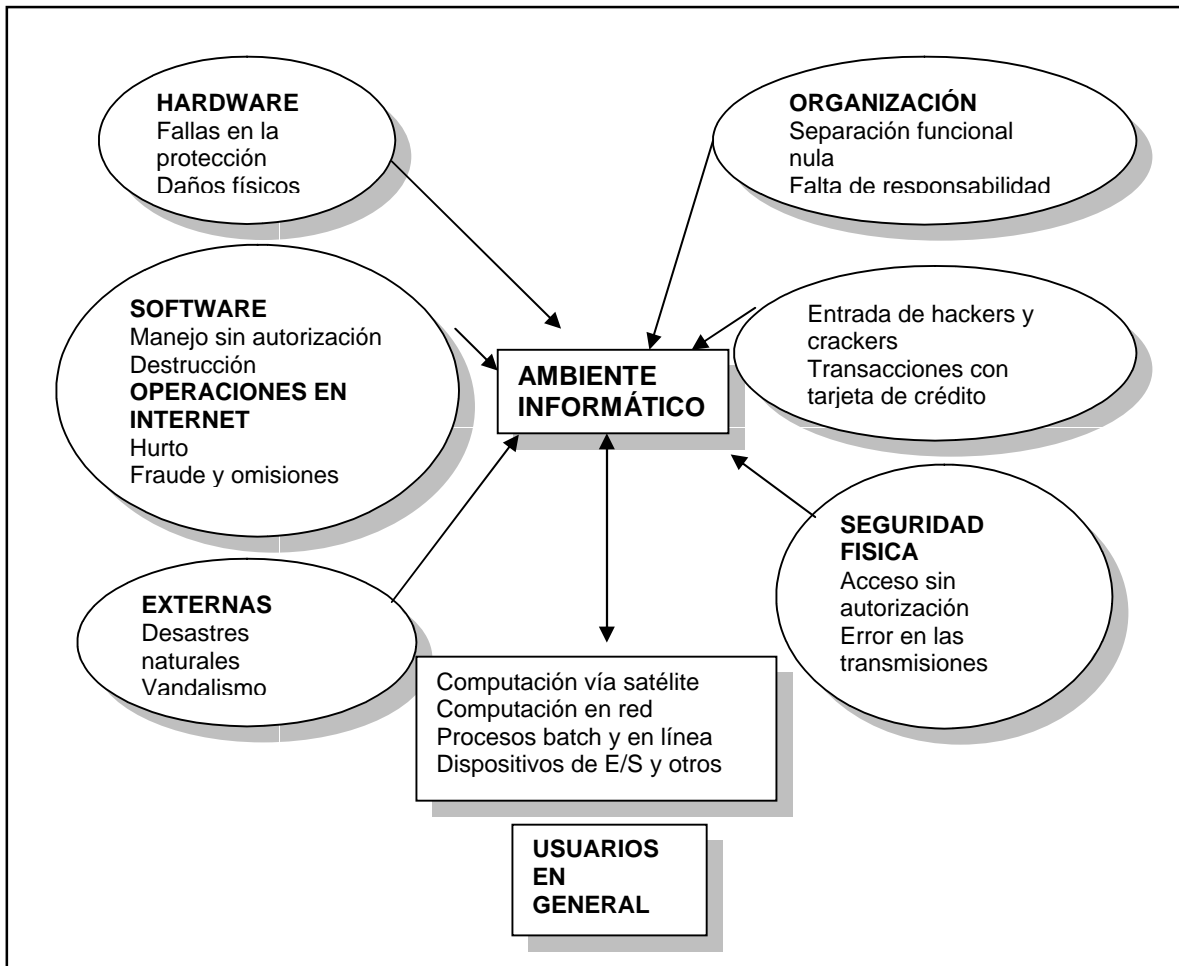 HARDWARE
Fallas en la
protección
Daños físicos
ORGANIZACIÓN
Separación funcional
nula
Falta de responsabilidad
SOFTWARE
Manejo sin autorización
Destrucción
OPERACIONES EN
INTERNET
Hurto
Fraude y omisiones
Entrada de hackers y
crackers
Transacciones con
tarjeta de crédito
AMBIENTE
INFORMÁTICO
EXTERNAS
Desastres
naturales
Vandalismo
SEGURIDAD
FISICA
Acceso sin
autorización
Error en las
transmisiones
Computación vía satélite
Computación en red
Procesos batch y en línea
Dispositivos de E/S y otros
USUARIOS
EN
GENERAL